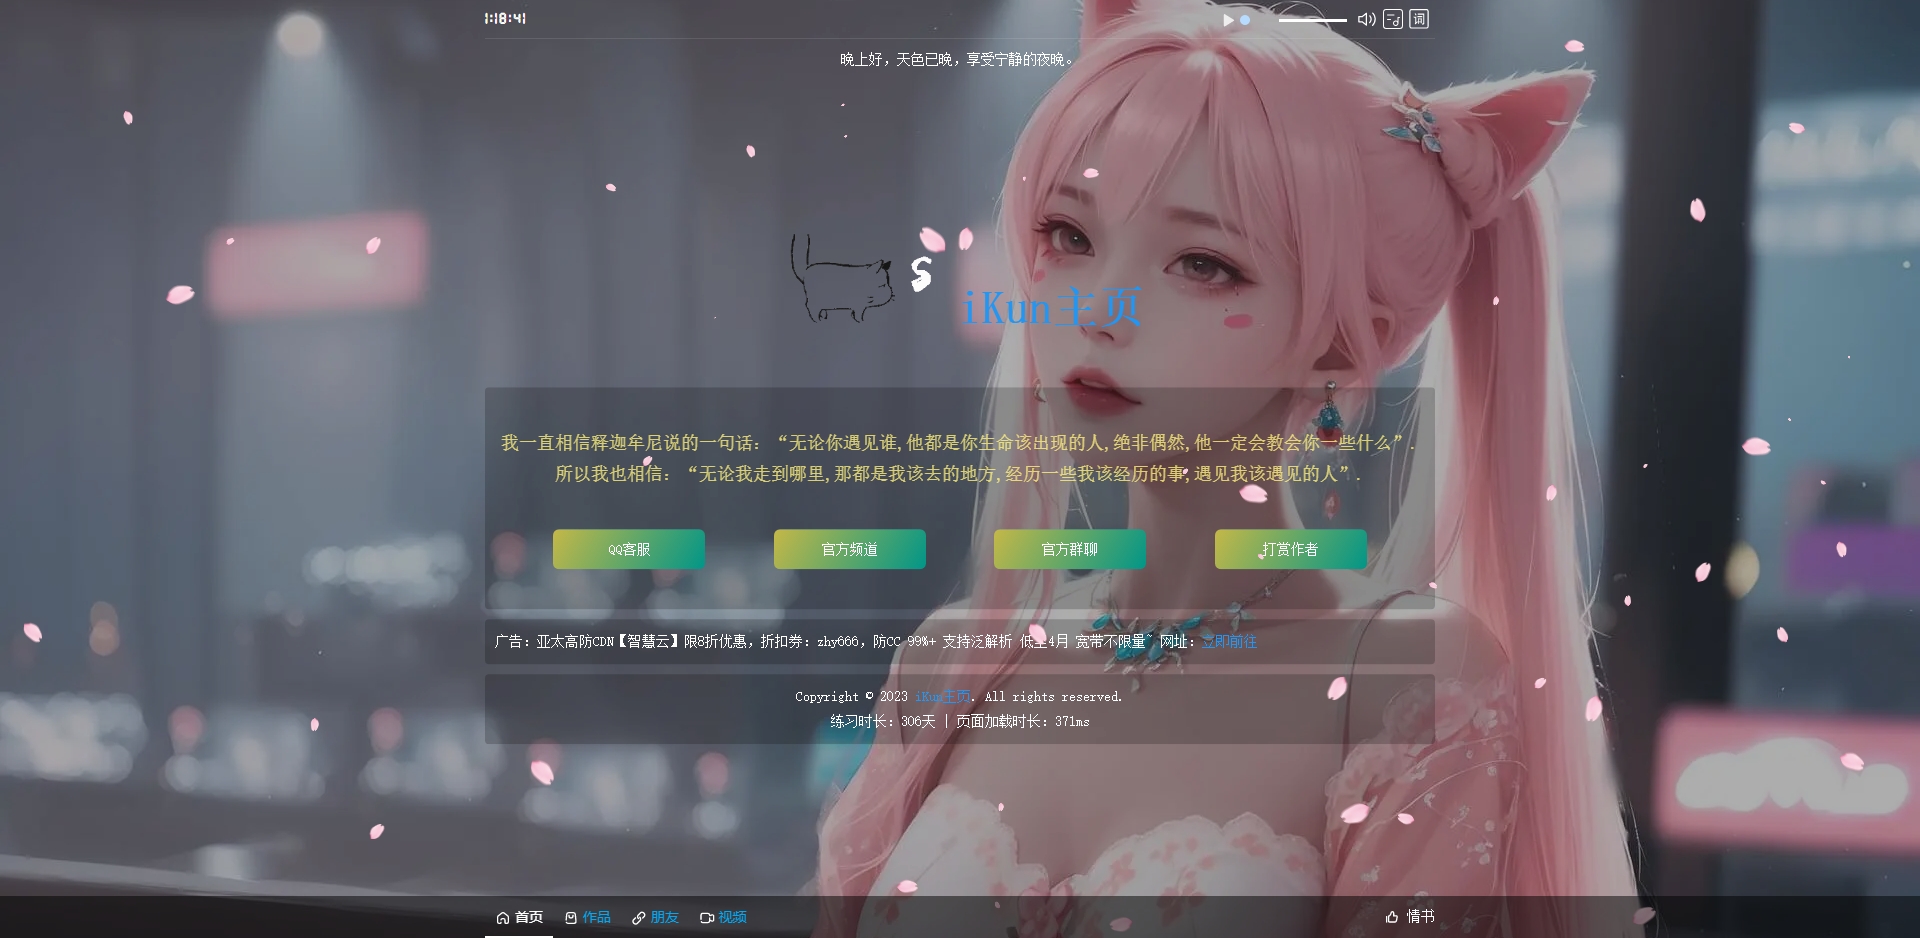 1:18:41
词
晚上好，天色已晚，享受宁静的夜晚。
S
iKun主页
我一直相信释迦牟尼说的一句话：“无论你遇见谁,他都是你生命该出现的人,绝非偶然,他一定会教会你一些什么”.
所以我也相信：“无论我走到哪里,那都是我该去的地方,经历一些我该经历的事,遇见我该遇见的人”.
QQ客服 官方频道 官方群聊 打赏作者
广告：亚太高防CDN【智慧云】限8折优惠，折扣券：zhy666，防CC 99%+ 支持泛解析 低至4月 宽带不限量~ 网址：立即前往
Copyright © 2023 iKun主页. All rights reserved.
练习时长：306天 | 页面加载时长：371ms
首页 作品 朋友 视频 情书